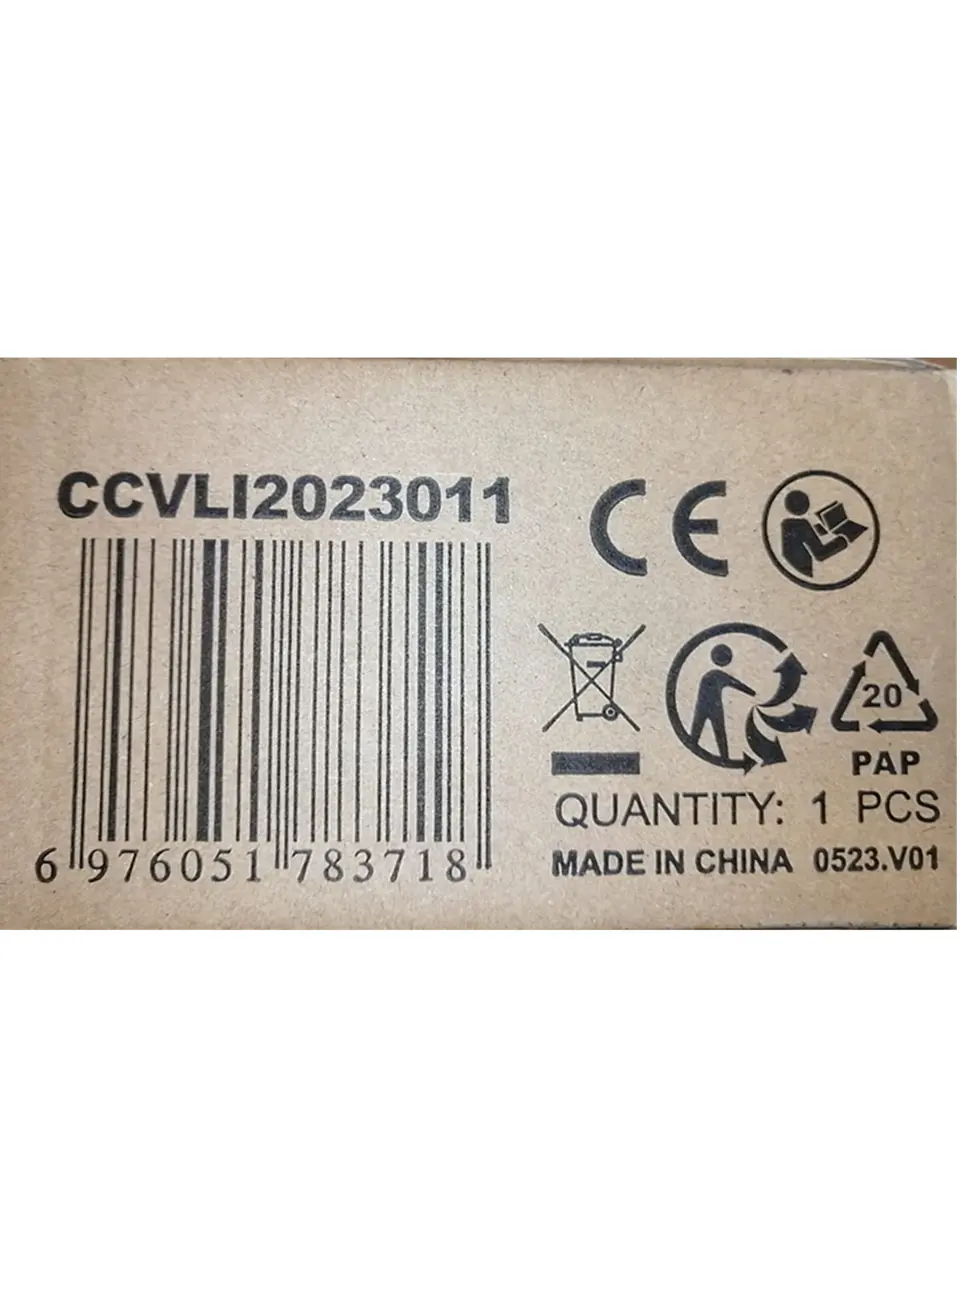 CCVLI2023011
CE
20
PAP
QUANTITY: 1 PCS
6 976051 783718
MADE IN CHINA 0523.V01